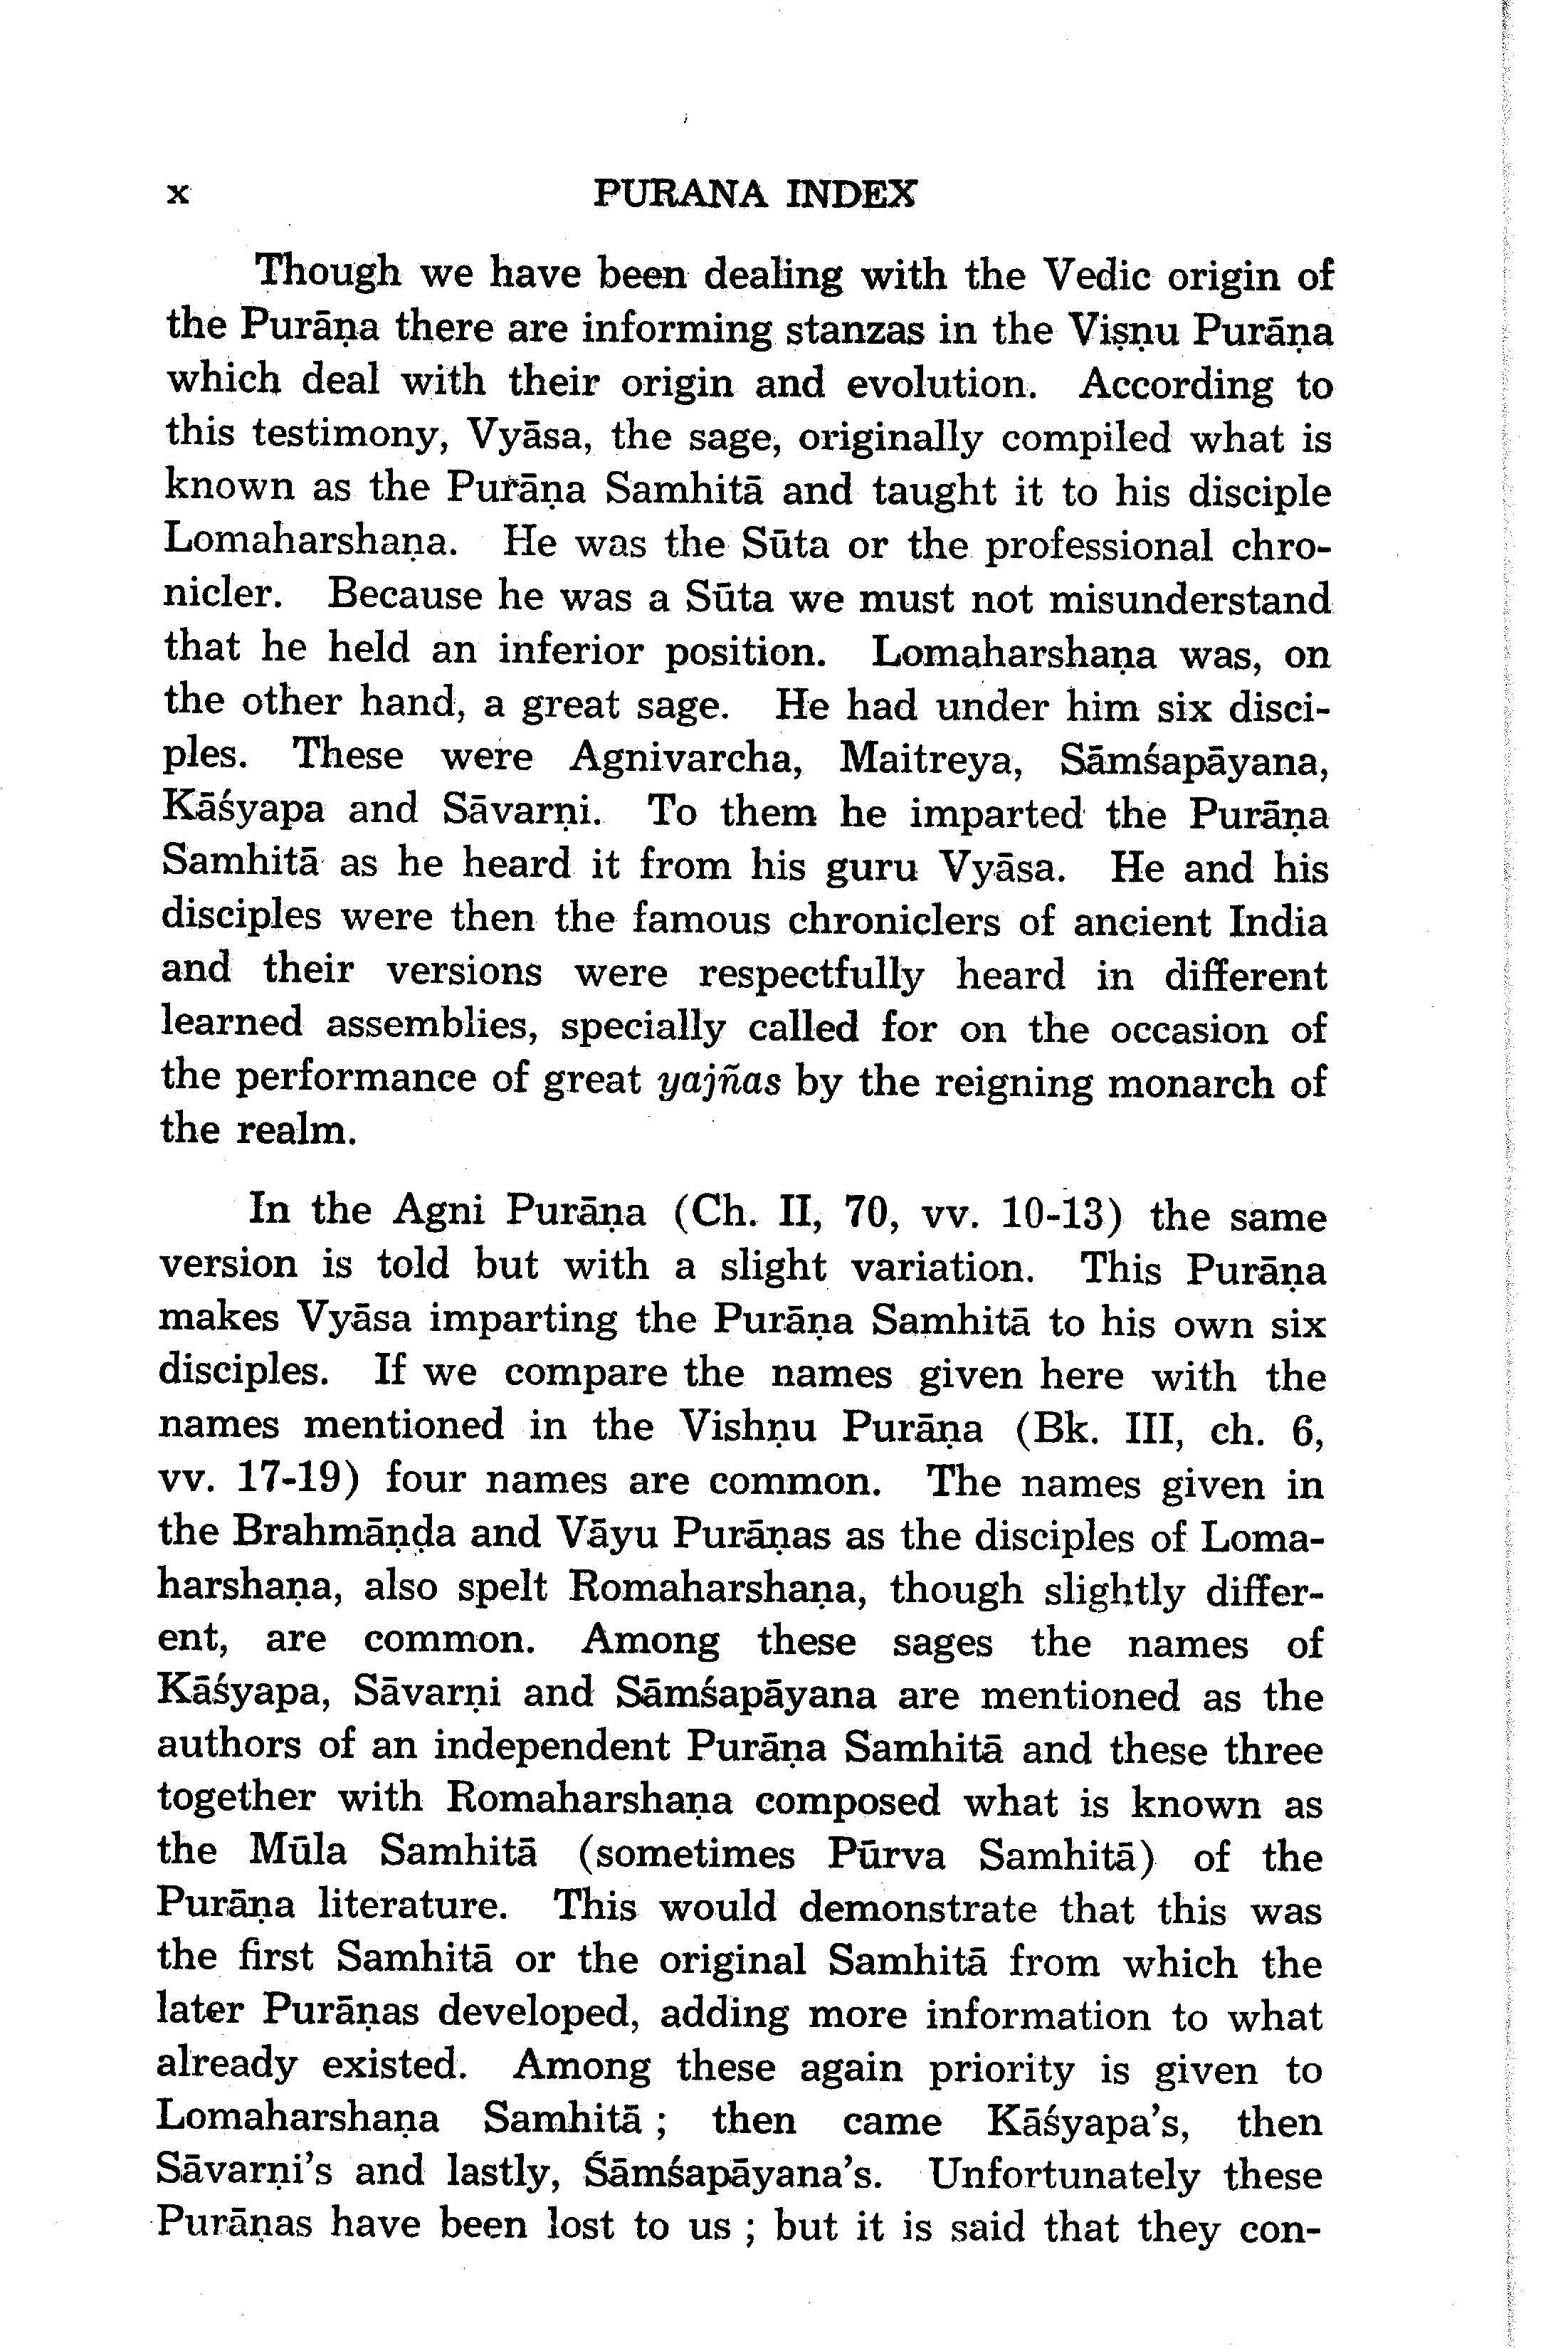 x PURANA INDEX
Though we have been dealing with the Vedic origin of
the Purāṇa there are informing stanzas in the Viṣṇu Purāṇa
which deal with their origin and evolution. According to
this testimony, Vyāsa, the sage, originally compiled what is
known as the Purāṇa Samhitā and taught it to his disciple
Lomaharshaṇa. He was the Sūta or the professional chro-
nicler. Because he was a Sūta we must not misunderstand
that he held an inferior position. Lomaharshaṇa was, on
the other hand, a great sage. He had under him six disci-
ples. These were Agnivarcha, Maitreya, Sāmśapāyana,
Kāśyapa and Sāvarṇi. To them he imparted the Purāṇa
Samhitā as he heard it from his guru Vyāsa. He and his
disciples were then the famous chroniclers of ancient India
and their versions were respectfully heard in different
learned assemblies, specially called for on the occasion of
the performance of great yajñas by the reigning monarch of
the realm.
In the Agni Purāṇa (Ch. II, 70, vv. 10-13) the same
version is told but with a slight variation. This Purāṇa
makes Vyāsa imparting the Purāṇa Samhitā to his own six
disciples. If we compare the names given here with the
names mentioned in the Vishṇu Purāṇa (Bk. III, ch. 6,
vv. 17-19) four names are common. The names given in
the Brahmāṇḍa and Vāyu Purāṇas as the disciples of Loma-
harshaṇa, also spelt Romaharshaṇa, though slightly differ-
ent, are common. Among these sages the names of
Kāśyapa, Sāvarṇi and Sāmśapāyana are mentioned as the
authors of an independent Purāṇa Samhitā and these three
together with Romaharshaṇa composed what is known as
the Mūla Samhitā (sometimes Pūrva Samhitā) of the
Purāṇa literature. This would demonstrate that this was
the first Samhitā or the original Samhitā from which the
later Purāṇas developed, adding more information to what
already existed. Among these again priority is given to
Lomaharshaṇa Samhitā ; then came Kāśyapa's, then
Sāvarṇi's and lastly, Śāmśapāyana's. Unfortunately these
Purāṇas have been lost to us ; but it is said that they con-